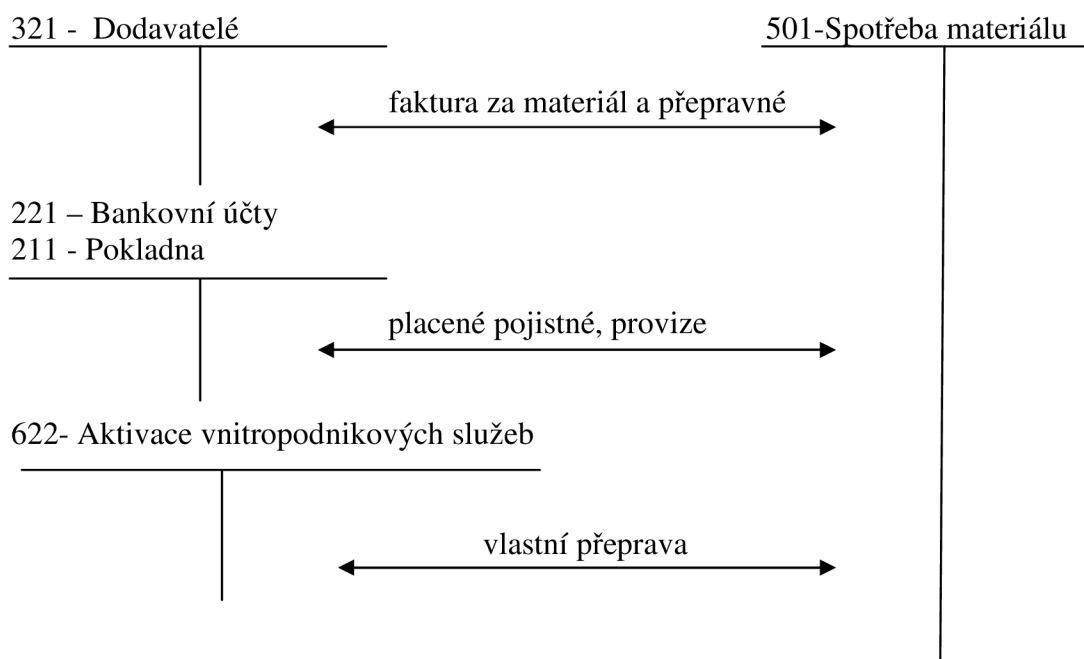 321 - Dodavatelé
501-Spotřeba materiálu
faktura za materiál a přepravné
221 – Bankovní účty
211 - Pokladna
placené pojistné, provize
622- Aktivace vnitropodnikových služeb
vlastní přeprava